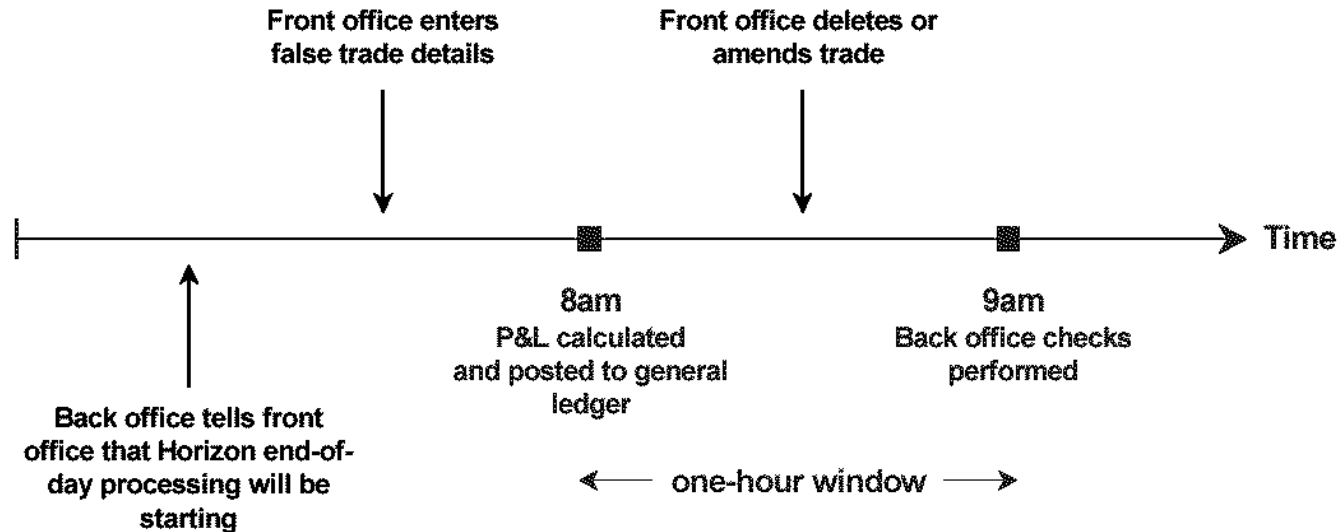 Front office enters
false trade details
Front office deletes or
amends trade
Time
8am
P&L calculated
and posted to general
ledger
9am
Back office checks
performed
Back office tells front
office that Horizon end-of-
day processing will be
starting
one-hour window